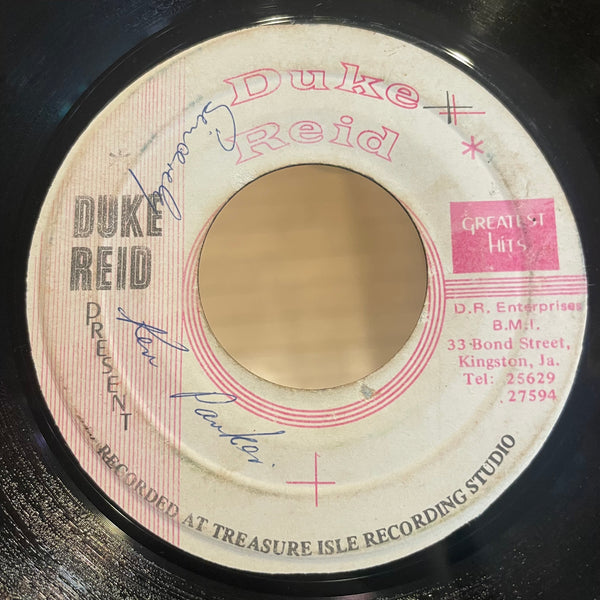 Duke
Reid
Sincerely
DUKE
REID
PRESENT
Ken Parker.
GREATEST
HITS
D.R. Enterprises
B.M.I.
33 Bond Street,
Kingston, Ja.
Tel: 25629
27594
RECORDED AT TREASURE ISLE RECORDING STUDIO